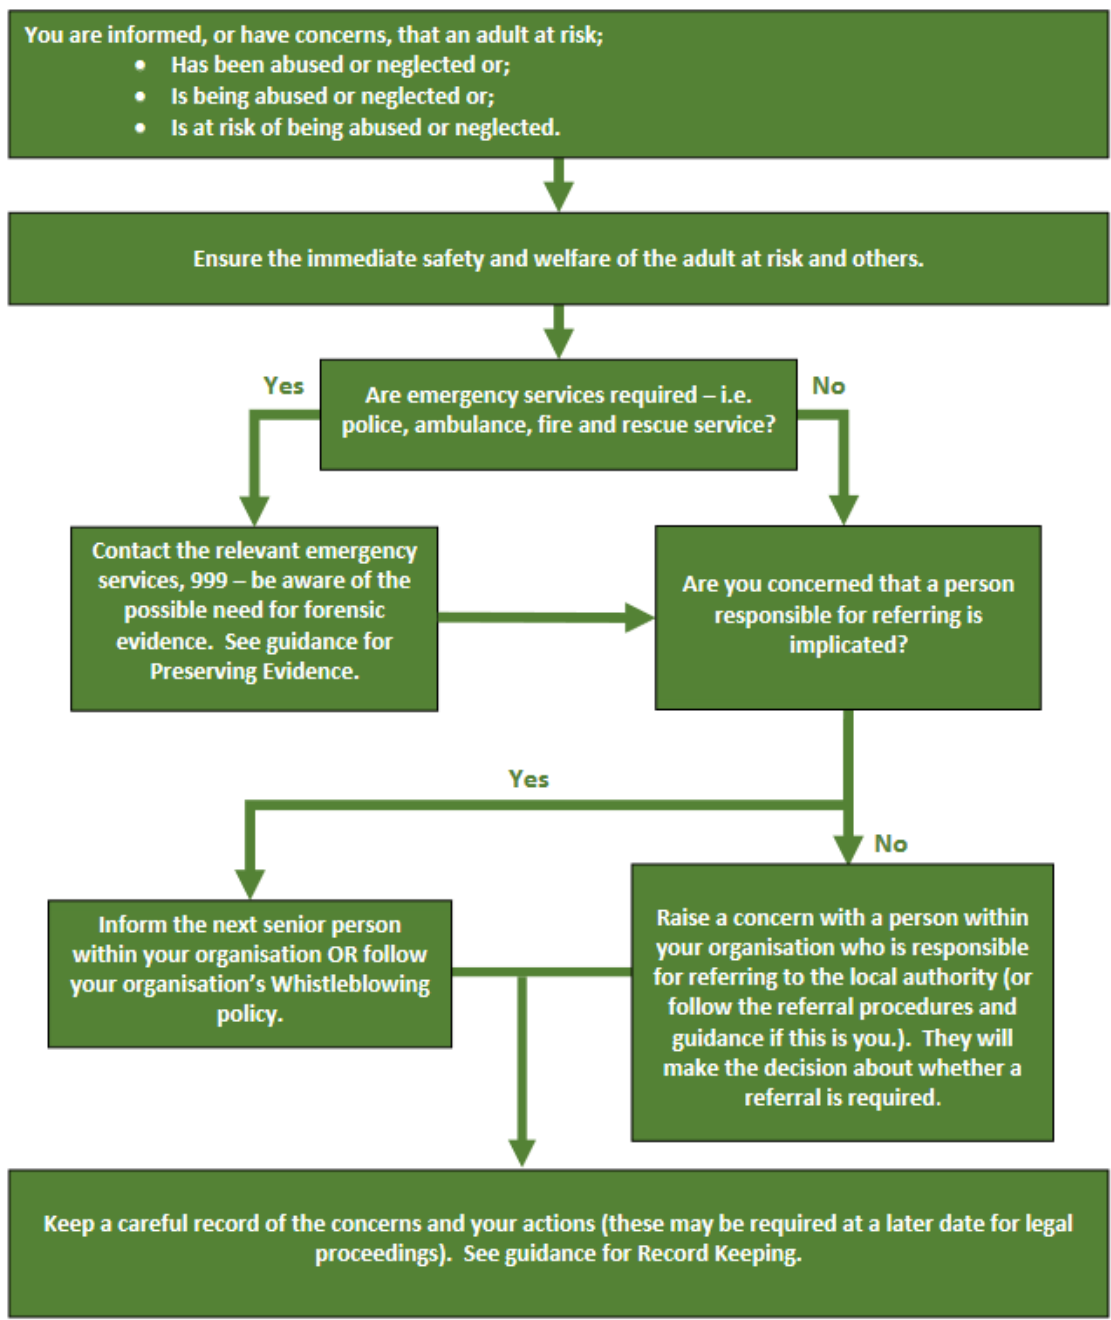 You are informed, or have concerns, that an adult at risk;
• Has been abused or neglected or;
• Is being abused or neglected or;
• Is at risk of being abused or neglected.
Ensure the immediate safety and welfare of the adult at risk and others.
Yes
Are emergency services required – i.e.
police, ambulance, fire and rescue service?
No
Contact the relevant emergency
services, 999 – be aware of the
possible need for forensic
evidence.  See guidance for
Preserving Evidence.
Are you concerned that a person
responsible for referring is
implicated?
Yes
No
Inform the next senior person
within your organisation OR follow
your organisation's Whistleblowing
policy.
Raise a concern with a person within
your organisation who is responsible
for referring to the local authority (or
follow the referral procedures and
guidance if this is you.).  They will
make the decision about whether a
referral is required.
Keep a careful record of the concerns and your actions (these may be required at a later date for legal
proceedings).  See guidance for Record Keeping.